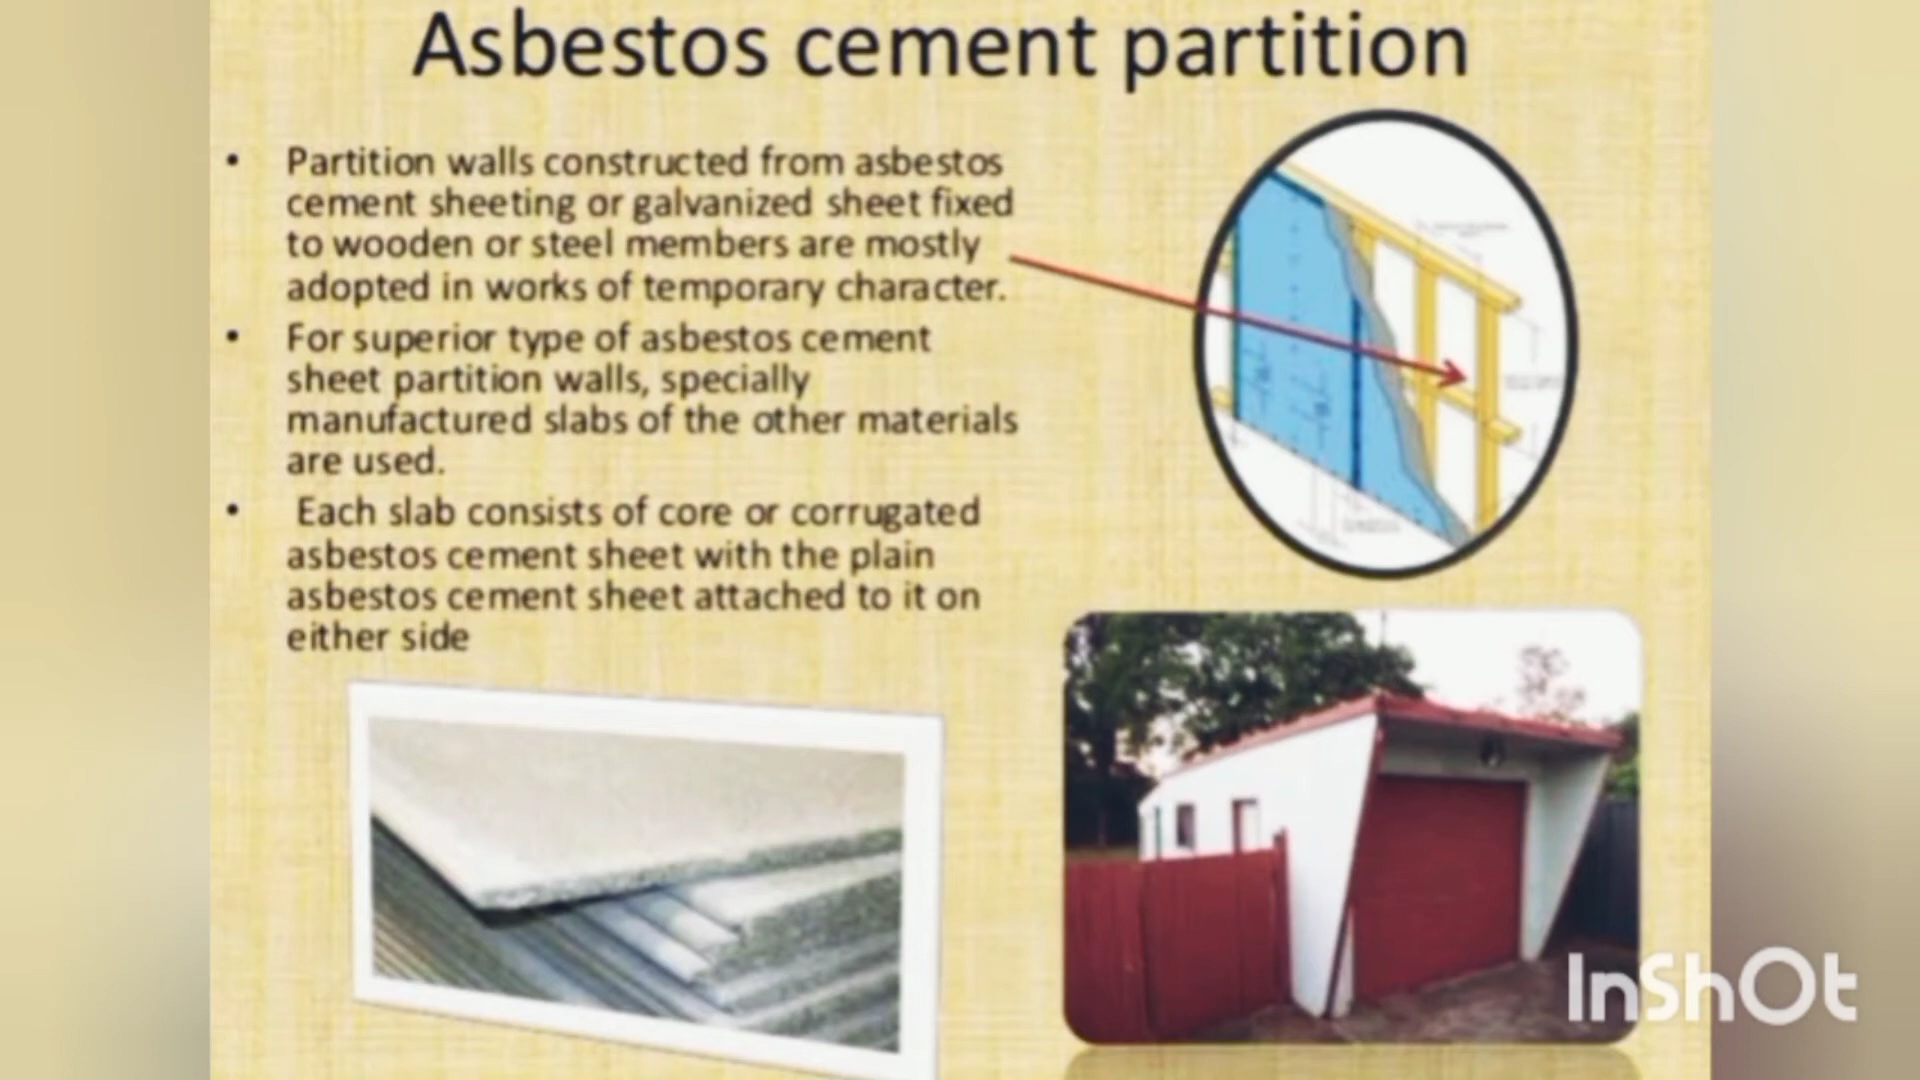 Asbestos cement partition
• Partition walls constructed from asbestos
cement sheeting or galvanized sheet fixed
to wooden or steel members are mostly
adopted in works of temporary character.
• For superior type of asbestos cement
sheet partition walls, specially
manufactured slabs of the other materials
are used.
• Each slab consists of core or corrugated
asbestos cement sheet with the plain
asbestos cement sheet attached to it on
either side
InShOt